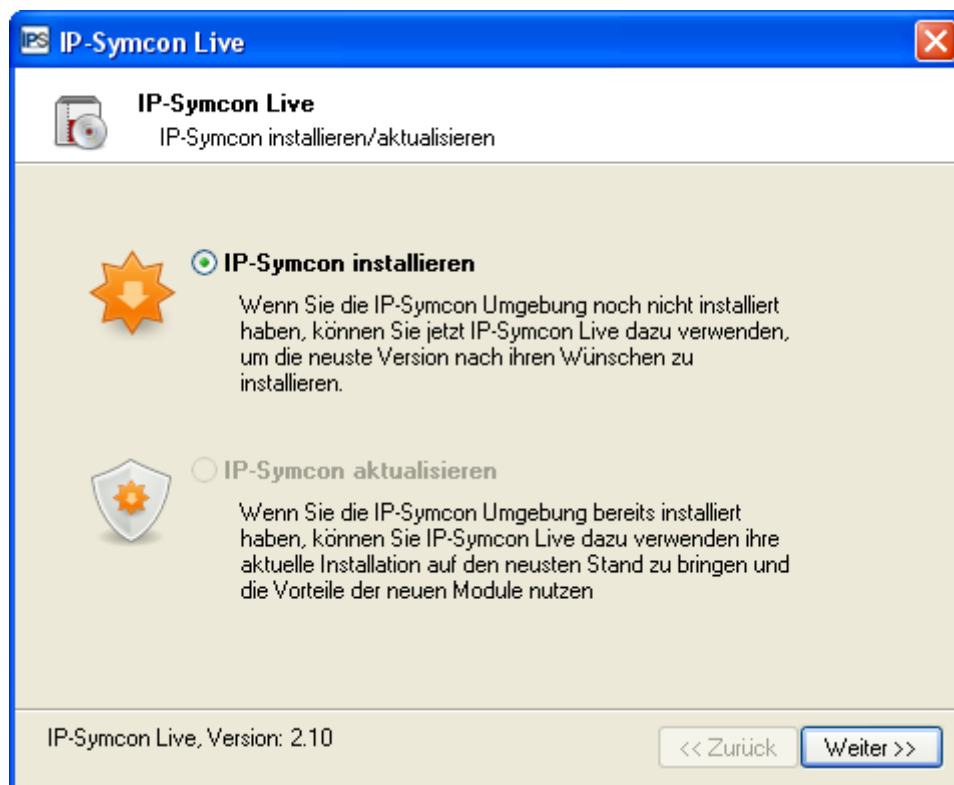 IPS IP-Symcon Live
IP-Symcon Live
IP-Symcon installieren/aktualisieren
IP-Symcon installieren
Wenn Sie die IP-Symcon Umgebung noch nicht installiert
haben, können Sie jetzt IP-Symcon Live dazu verwenden,
um die neuste Version nach ihren Wünschen zu
installieren.
IP-Symcon aktualisieren
Wenn Sie die IP-Symcon Umgebung bereits installiert
haben, können Sie IP-Symcon Live dazu verwenden ihre
aktuelle Installation auf den neusten Stand zu bringen und
die Vorteile der neuen Module nutzen
IP-Symcon Live, Version: 2.10
<< Zurück
Weiter >>